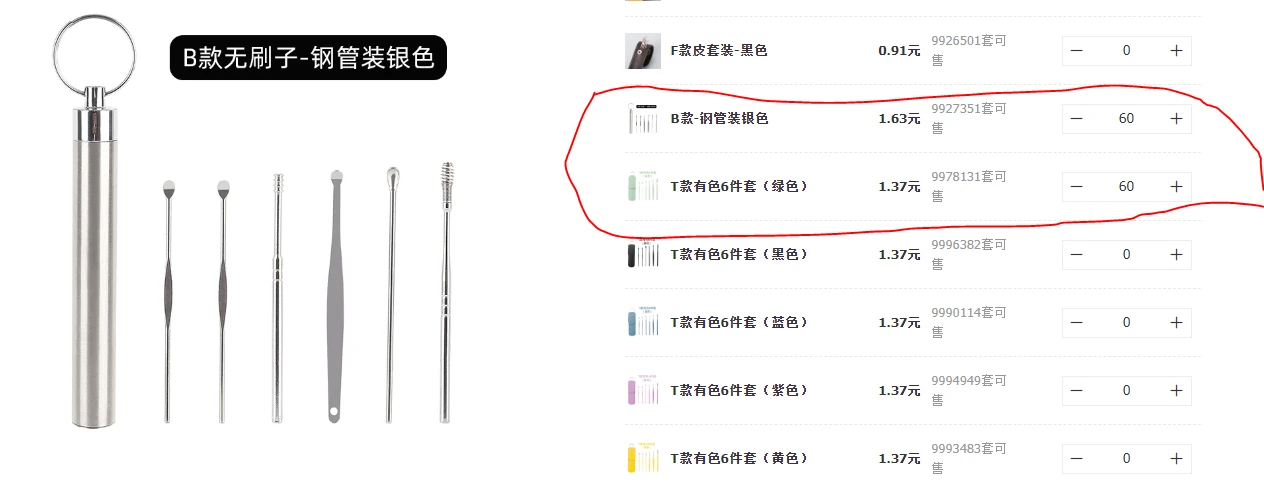 B款无刷子-钢管装银色
F款皮套装-黑色 0.91元 9926501套可售 0
B款-钢管装银色 1.63元 9927351套可售 60
T款有色6件套（绿色） 1.37元 9978131套可售 60
T款有色6件套（黑色） 1.37元 9996382套可售 0
T款有色6件套（蓝色） 1.37元 9990114套可售 0
T款有色6件套（紫色） 1.37元 9994949套可售 0
T款有色6件套（黄色） 1.37元 9993483套可售 0